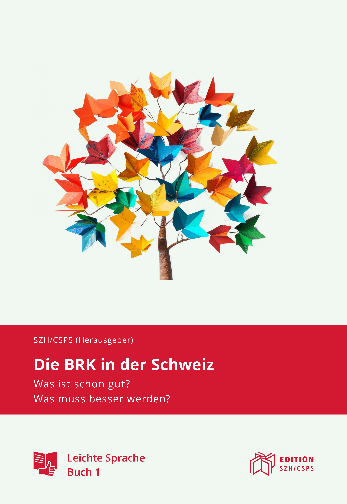 SZH/CSPS (Herausgeber)
Die BRK in der Schweiz
Was ist schon gut?
Was muss besser werden?
Leichte Sprache
Buch 1
EDITION
SZH/CSPS